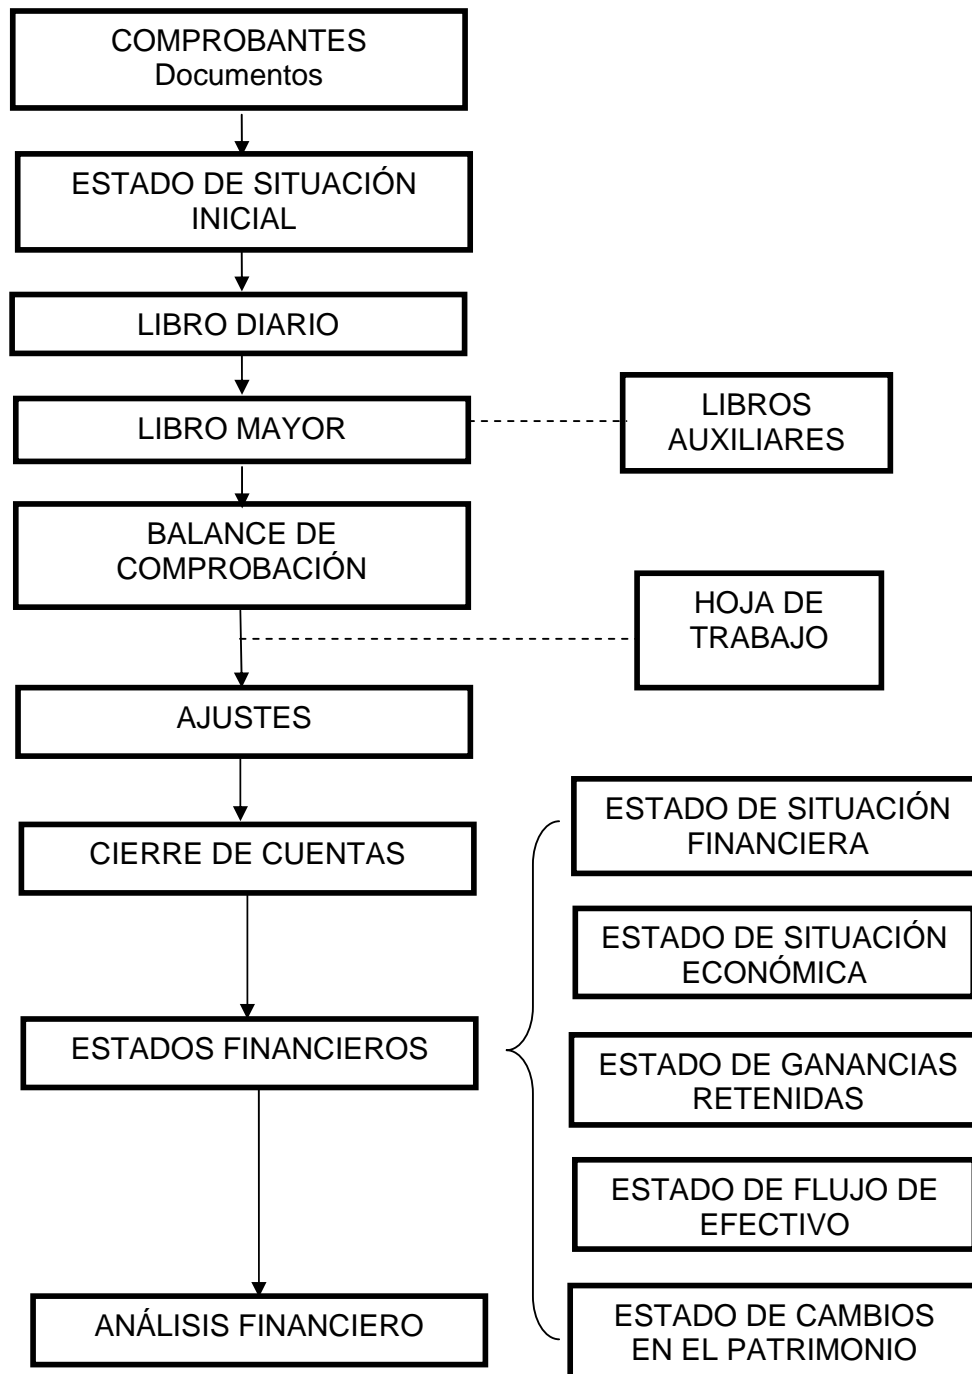 COMPROBANTES
Documentos
ESTADO DE SITUACIÓN
INICIAL
LIBRO DIARIO
LIBRO MAYOR
LIBROS
AUXILIARES
BALANCE DE
COMPROBACIÓN
HOJA DE
TRABAJO
AJUSTES
CIERRE DE CUENTAS
ESTADOS FINANCIEROS
ESTADO DE SITUACIÓN
FINANCIERA
ESTADO DE SITUACIÓN
ECONÓMICA
ESTADO DE GANANCIAS
RETENIDAS
ESTADO DE FLUJO DE
EFECTIVO
ESTADO DE CAMBIOS
EN EL PATRIMONIO
ANÁLISIS FINANCIERO